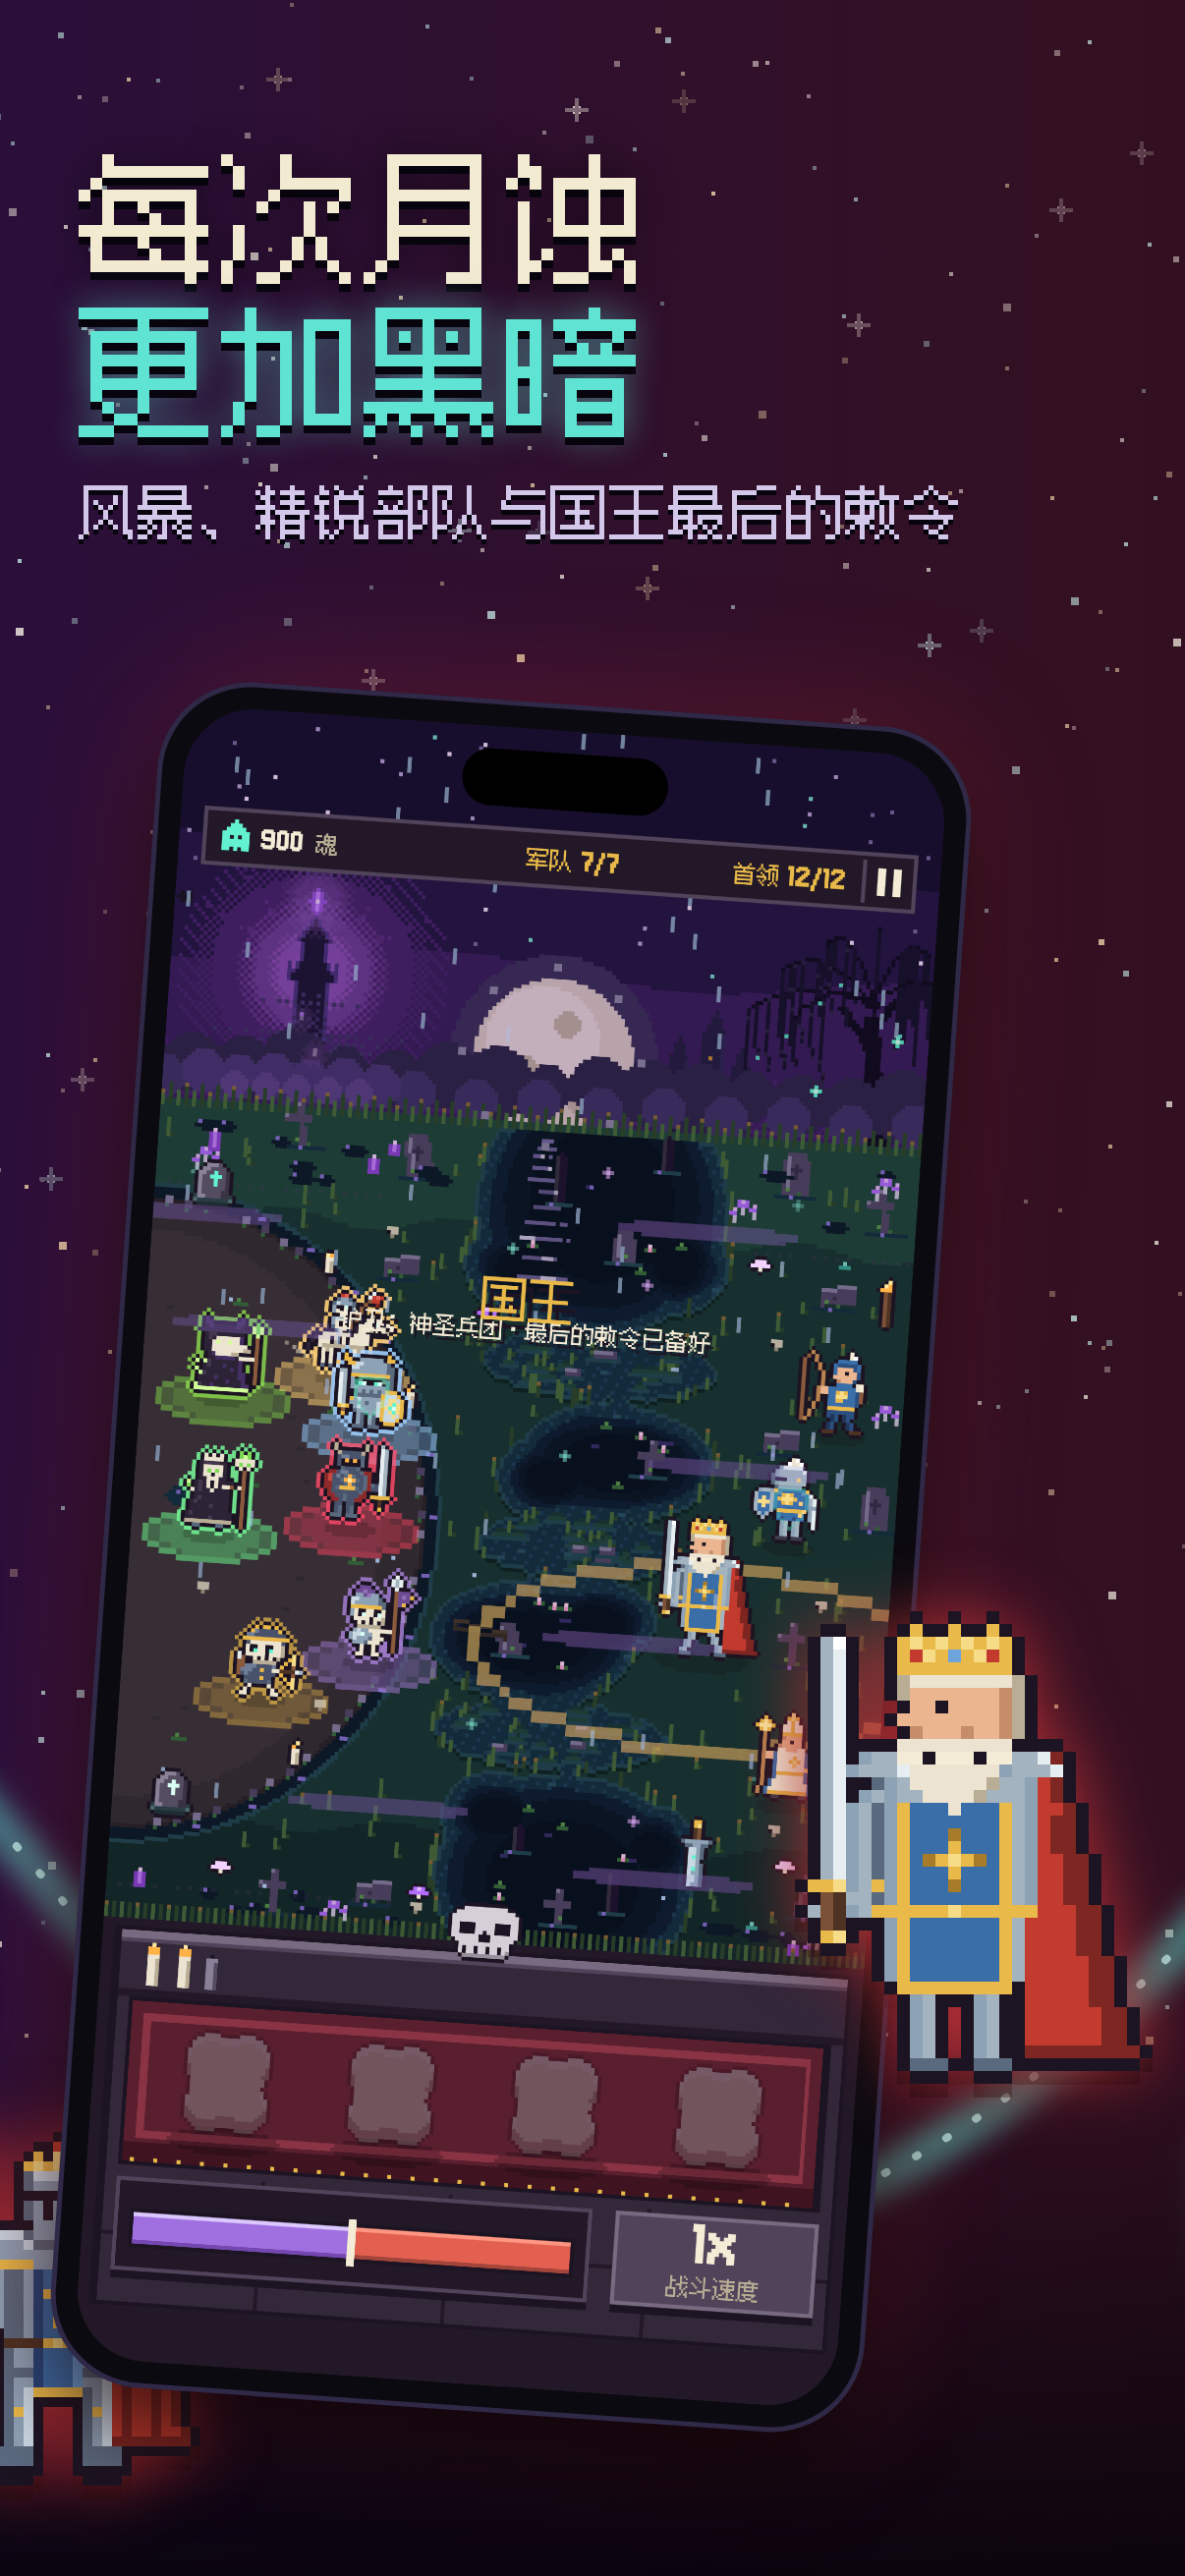 每次月蚀
更加黑暗
风暴、精锐部队与国王最后的敕令
900 魂 军队 7/7 首领 12/12
国王
神圣兵团·最后的敕令已备好
1x
战斗速度